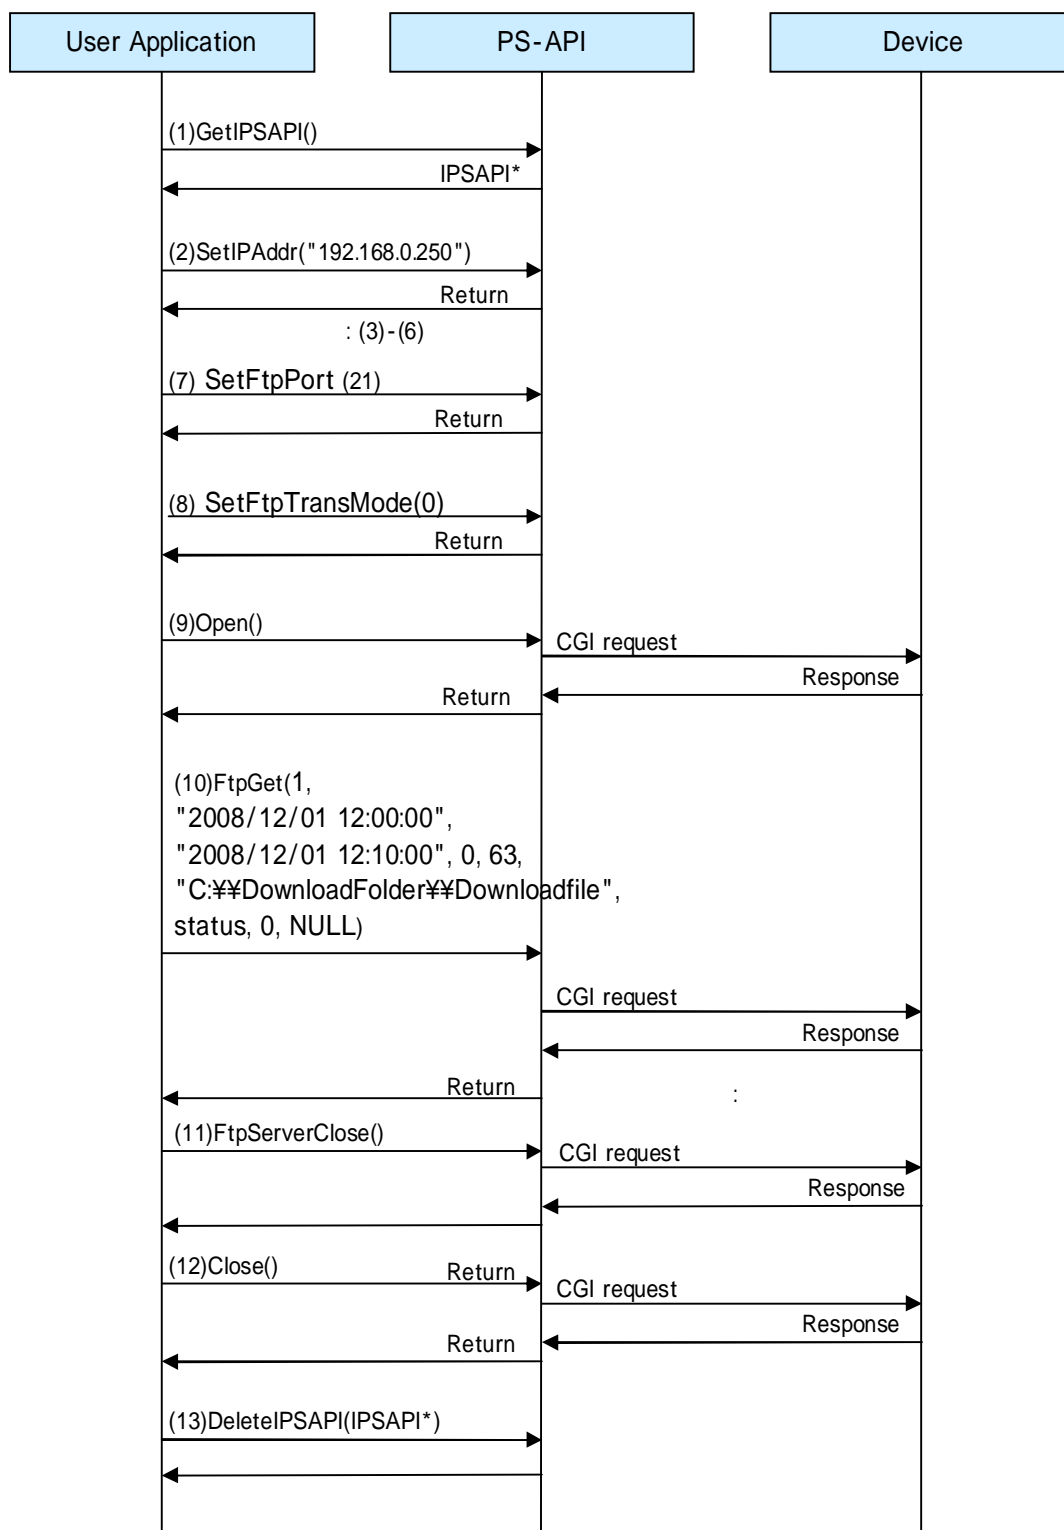 User Application
PS-API
Device
(1)GetIPSAPI()
IPSAPI*
(2)SetIPAddr("192.168.0.250")
Return
: (3)-(6)
(7) SetFtpPort (21)
Return
(8) SetFtpTransMode(0)
Return
(9)Open()
CGI request
Response
Return
(10)FtpGet(1,
"2008/12/01 12:00:00",
"2008/12/01 12:10:00", 0, 63,
"C:¥¥DownloadFolder¥¥Downloadfile",
status, 0, NULL)
CGI request
Response
Return
:
(11)FtpServerClose()
CGI request
Response
(12)Close()
Return
CGI request
Response
Return
(13)DeleteIPSAPI(IPSAPI*)